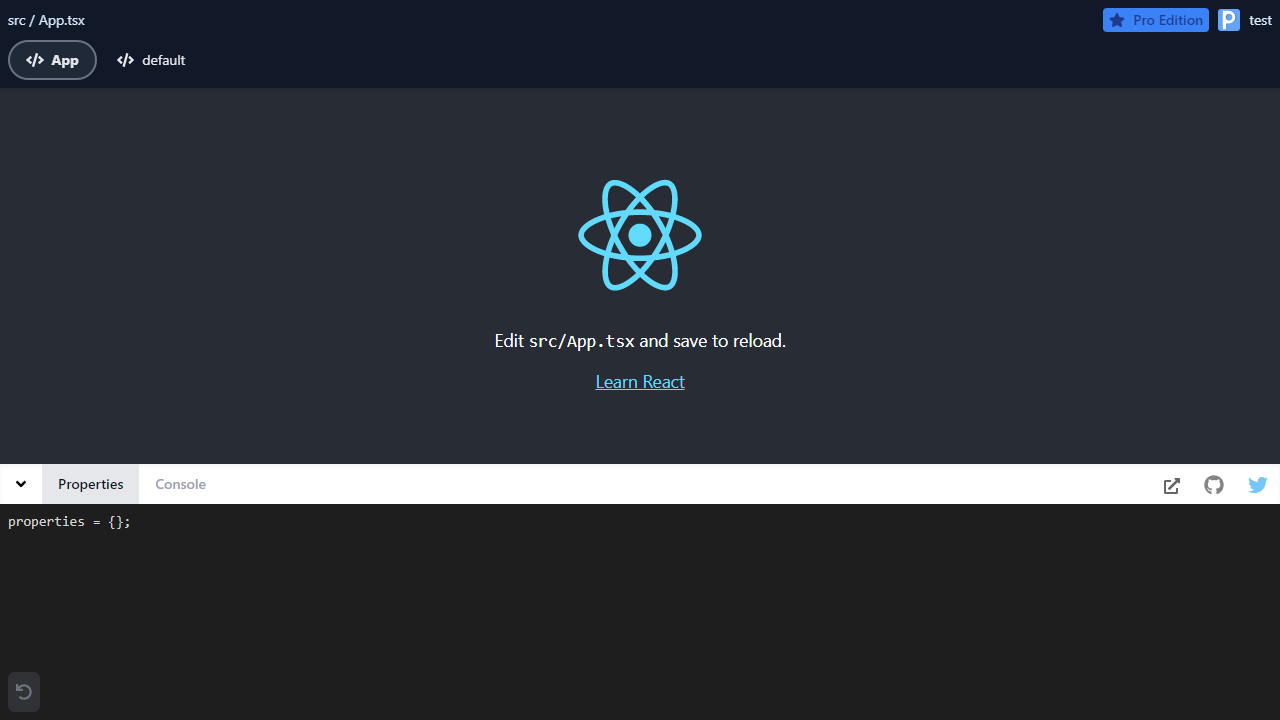 src / App.tsx
Pro Edition
P
test
App
default
Edit src/App.tsx and save to reload.
Learn React
Properties
Console
properties = {};